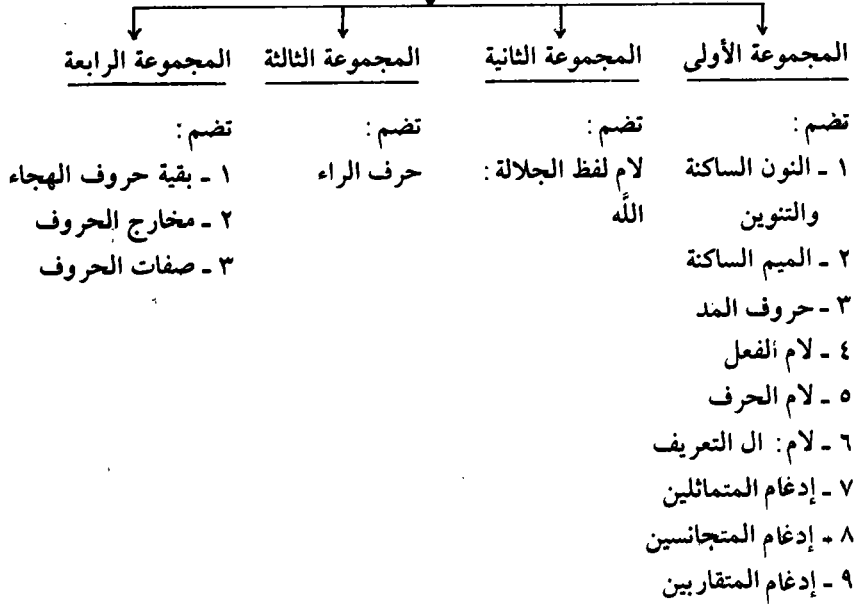 المجموعة الأولى
تضم :
١ ـ النون الساكنة
والتنوين
٢ ـ الميم الساكنة
٣ ـ حروف المد
٤ ـ لام الفعل
٥ ـ لام الحرف
٦ ـ لام : ال التعريف
٧ ـ إدغام المتماثلين
٨ ـ إدغام المتجانسين
٩ ـ إدغام المتقاربين
المجموعة الثانية
تضم :
لام لفظ الجلالة :
اللَّه
المجموعة الثالثة
تضم :
حرف الراء
المجموعة الرابعة
تضم :
١ ـ بقية حروف الهجاء
٢ ـ مخارج الحروف
٣ ـ صفات الحروف